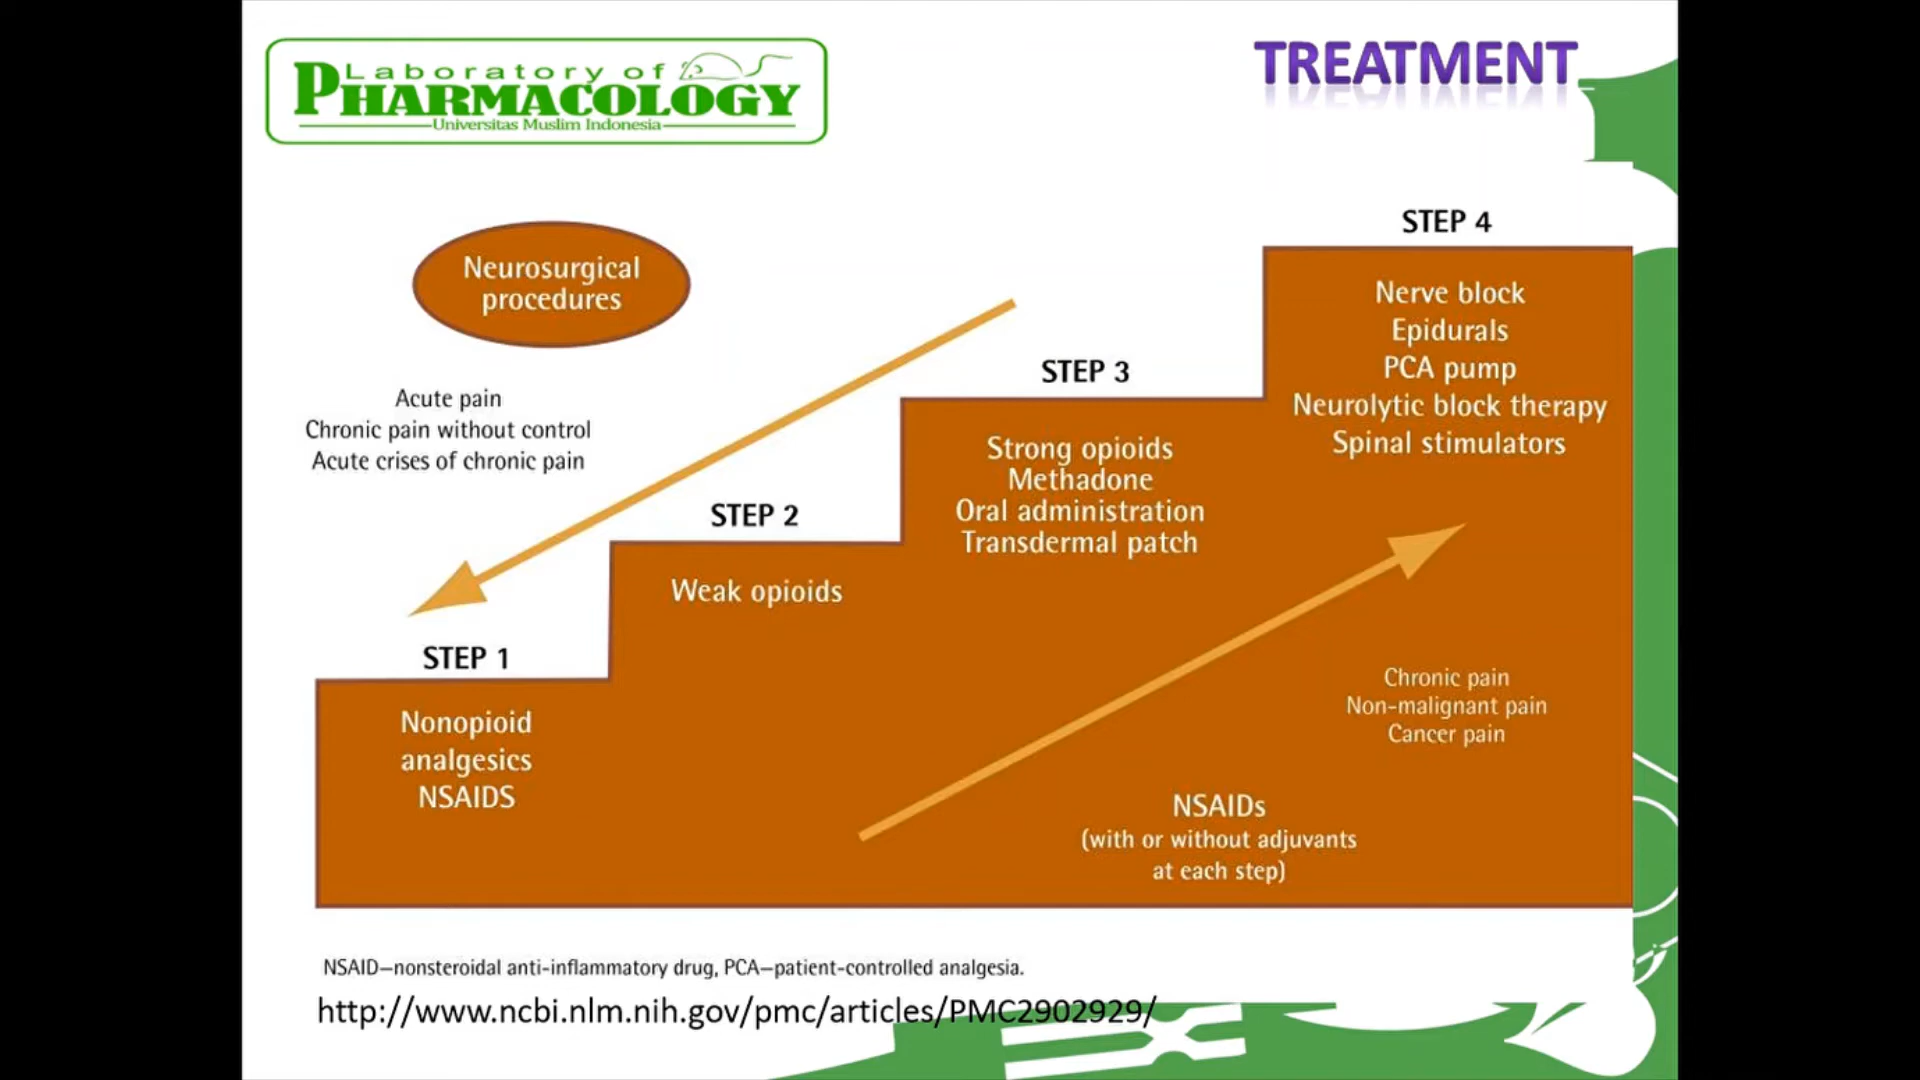 Laboratory of
PHARMACOLOGY
Universitas Muslim Indonesia
TREATMENT
Neurosurgical
procedures
Acute pain
Chronic pain without control
Acute crises of chronic pain
STEP 1
Nonopioid
analgesics
NSAIDS
STEP 2
Weak opioids
STEP 3
Strong opioids
Methadone
Oral administration
Transdermal patch
STEP 4
Nerve block
Epidurals
PCA pump
Neurolytic block therapy
Spinal stimulators
Chronic pain
Non-malignant pain
Cancer pain
NSAIDs
(with or without adjuvants
at each step)
NSAID—nonsteroidal anti-inflammatory drug, PCA—patient-controlled analgesia.
http://www.ncbi.nlm.nih.gov/pmc/articles/PMC2902929/